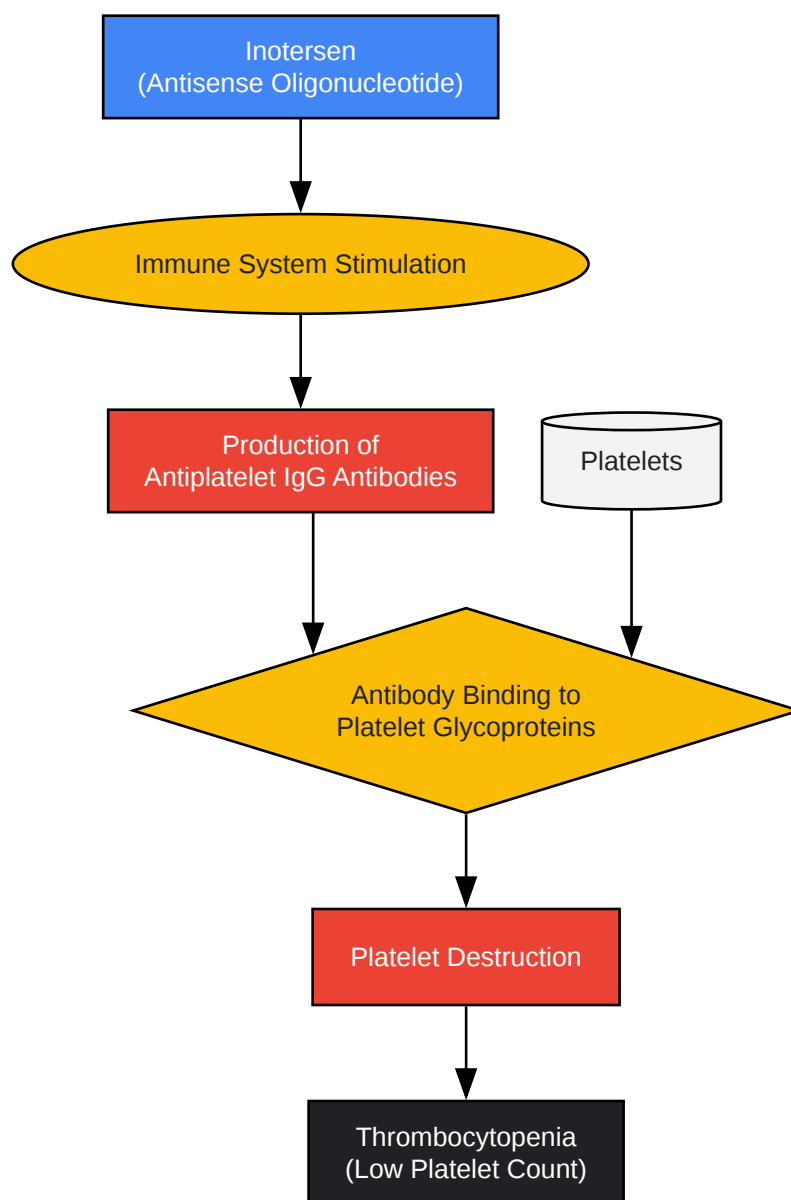 Inotersen
(Antisense Oligonucleotide)
Immune System Stimulation
Production of
Antiplatelet IgG Antibodies
Platelets
Antibody Binding to
Platelet Glycoproteins
Platelet Destruction
Thrombocytopenia
(Low Platelet Count)